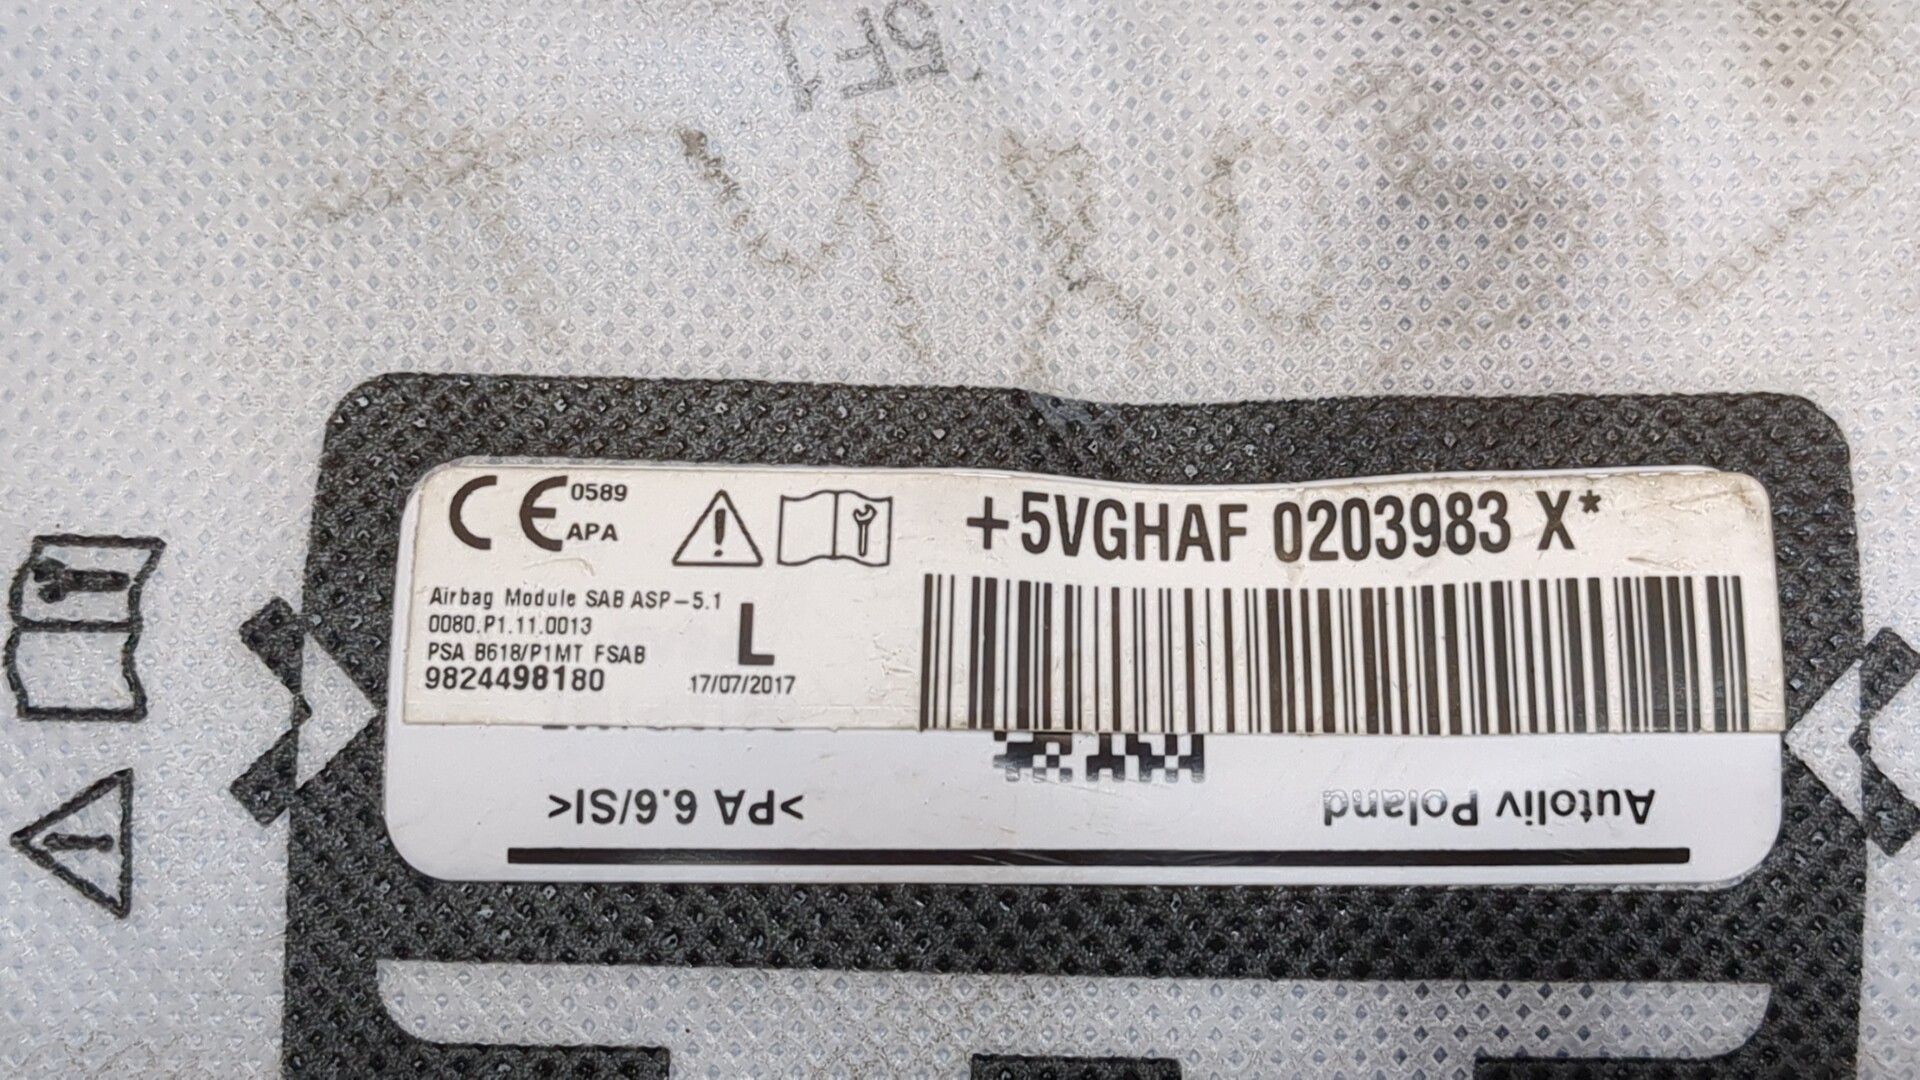 5F1
CE 0589
APA
+5VGHAF 0203983 X*
Airbag Module SAB ASP-5.1
0080.P1.11.0013
PSA B618/P1MT FSAB
9824498180
L
17/07/2017
>PA 6.6/SI<
Autoliv Poland